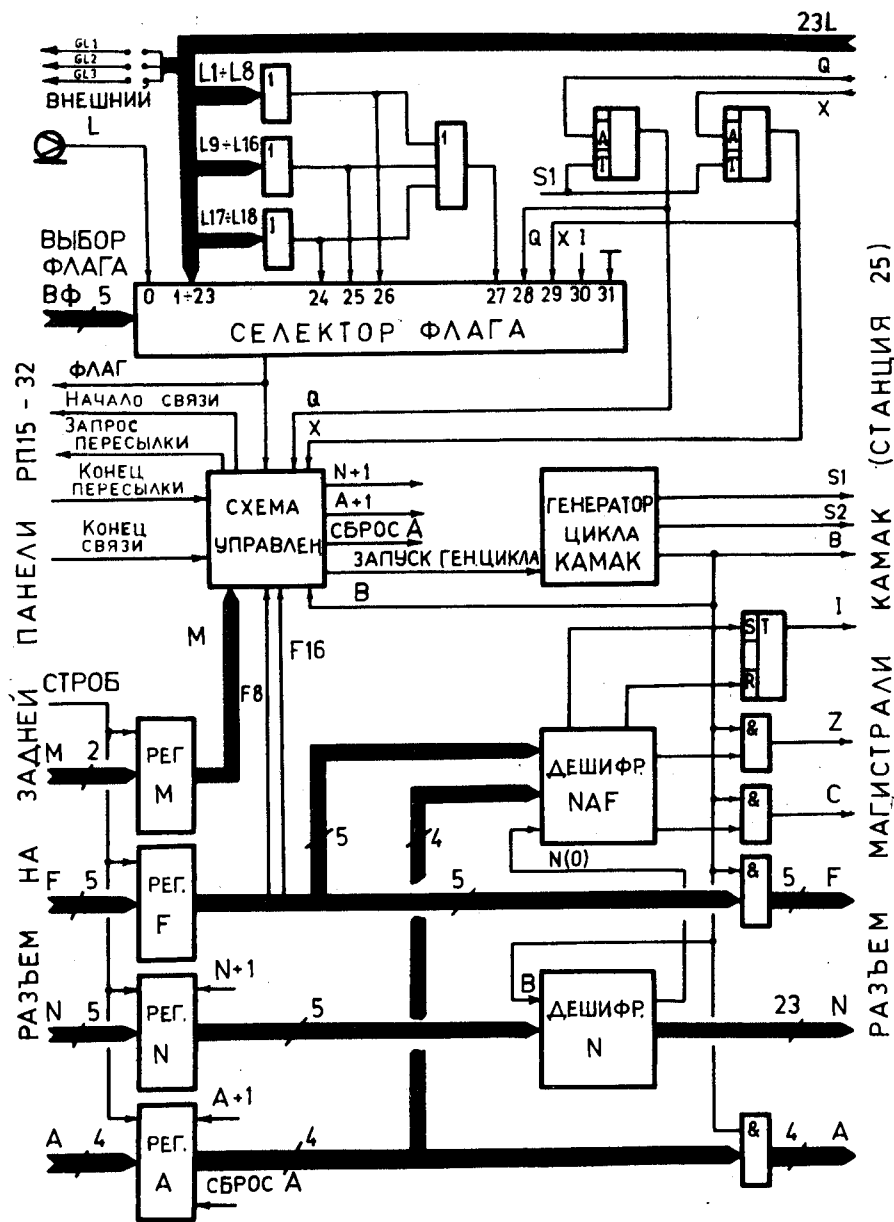 23L
GL1
GL2
GL3
ВНЕШНИЙ
L
L1÷L8
1
L9÷L16
1
1
L17÷L18
1
Q
X
A
T
A
T
S1
ВЫБОР
ФЛАГА
ВФ 5
Q X I
0 1÷23 24 25 26 27 28 29 30 31
СЕЛЕКТОР ФЛАГА
ФЛАГ
НАЧАЛО СВЯЗИ
ЗАПРОС
ПЕРЕСЫЛКИ
КОНЕЦ
ПЕРЕСЫЛКИ
КОНЕЦ
СВЯЗИ
Q
X
СХЕМА
УПРАВЛЕН
N+1
A+1
СБРОС A
ЗАПУСК ГЕН.ЦИКЛА
B
ГЕНЕРАТОР
ЦИКЛА
КАМАК
S1
S2
B
M
F8
F16
S T
R
I
СТРОБ
M 2
РЕГ
M
ДЕШИФР.
NAF
& Z
& C
5
4
N(0)
F 5
РЕГ.
F
5
& 5 F
N+1
N 5
РЕГ.
N
5
B
ДЕШИФР.
N
23 N
A+1
A 4
РЕГ.
A
4
A
СБРОС
& 4 A
РАЗЪЕМ НА ЗАДНЕЙ ПАНЕЛИ РП15 - 32
РАЗЪЕМ МАГИСТРАЛИ КАМАК (СТАНЦИЯ 25)